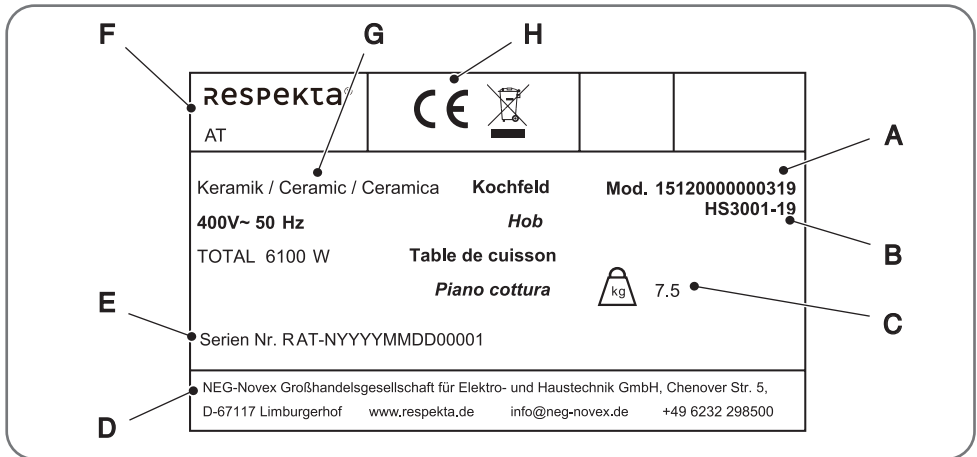 F
G
H
Respekta®
CE
AT
A
Keramik / Ceramic / Ceramica Kochfeld Mod. 15120000000319
400V~ 50 Hz Hob HS3001-19
B
TOTAL 6100 W Table de cuisson
Piano cottura kg 7.5
C
E
Serien Nr. RAT-NYYYYMMDD00001
NEG-Novex Großhandelsgesellschaft für Elektro- und Haustechnik GmbH, Chenover Str. 5,
D-67117 Limburgerhof www.respekta.de info@neg-novex.de +49 6232 298500
D